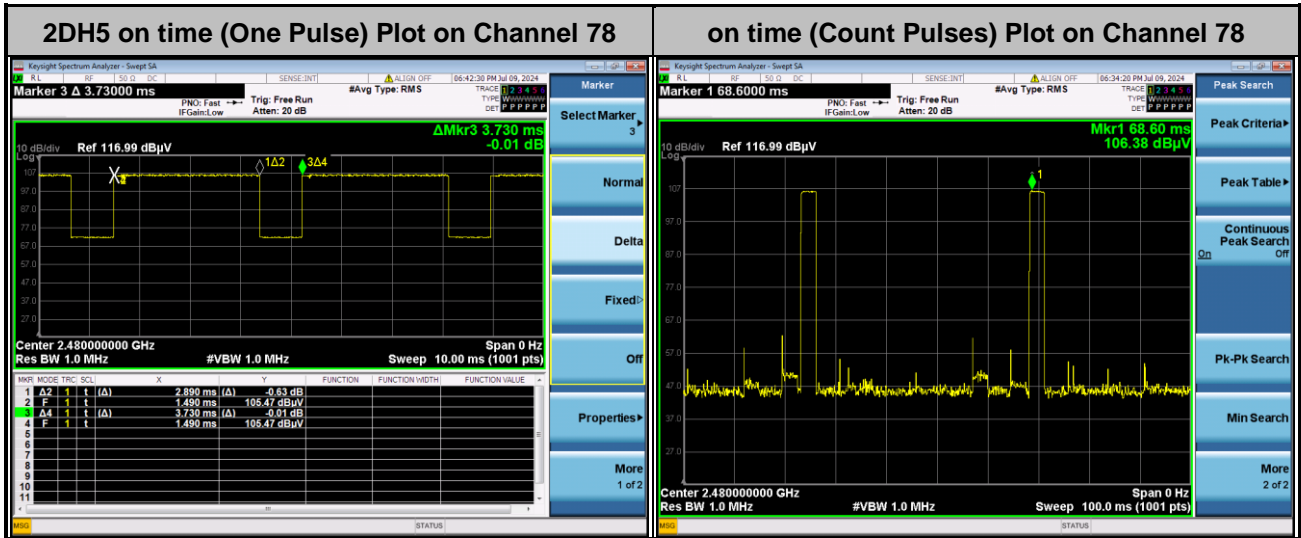 2DH5 on time (One Pulse) Plot on Channel 78
on time (Count Pulses) Plot on Channel 78
Keysight Spectrum Analyzer - Swept SA
RL RF 50 Ω DC SENSE:INT ALIGN OFF 06:42:30 PM Jul 09, 2024
Marker 3 Δ 3.73000 ms
#Avg Type: RMS
TRACE 1 2 3 4 5 6
PNO: Fast Trig: Free Run
TYPE WWWWWW
IFGain:Low Atten: 20 dB
DET P P P P P P
ΔMkr3 3.730 ms
-0.01 dB
10 dB/div Ref 116.99 dBµV
Log
1Δ2 3Δ4
107
97.0
87.0
77.0
67.0
57.0
47.0
37.0
27.0
Center 2.480000000 GHz Span 0 Hz
Res BW 1.0 MHz #VBW 1.0 MHz Sweep 10.00 ms (1001 pts)
MKR MODE TRC SCL X Y FUNCTION FUNCTION WIDTH FUNCTION VALUE
1 Δ2 1 t (Δ) 2.890 ms (Δ) -0.63 dB
2 F 1 t 1.490 ms 105.47 dBµV
3 Δ4 1 t (Δ) 3.730 ms (Δ) -0.01 dB
4 F 1 t 1.490 ms 105.47 dBµV
5
6
7
8
9
10
11
MSG STATUS
Marker
Select Marker
3
Normal
Delta
Fixed
Off
Properties
More
1 of 2
Keysight Spectrum Analyzer - Swept SA
RL RF 50 Ω DC SENSE:INT ALIGN OFF 06:34:20 PM Jul 09, 2024
Marker 1 68.6000 ms
#Avg Type: RMS
TRACE 1 2 3 4 5 6
PNO: Fast Trig: Free Run
TYPE WWWWWW
IFGain:Low Atten: 20 dB
DET P P P P P P
Mkr1 68.60 ms
106.38 dBµV
10 dB/div Ref 116.99 dBµV
Log
1
107
97.0
87.0
77.0
67.0
57.0
47.0
37.0
27.0
Center 2.480000000 GHz Span 0 Hz
Res BW 1.0 MHz #VBW 1.0 MHz Sweep 100.0 ms (1001 pts)
MSG STATUS
Peak Search
Peak Criteria
Peak Table
Continuous
Peak Search
On Off
Pk-Pk Search
Min Search
More
2 of 2